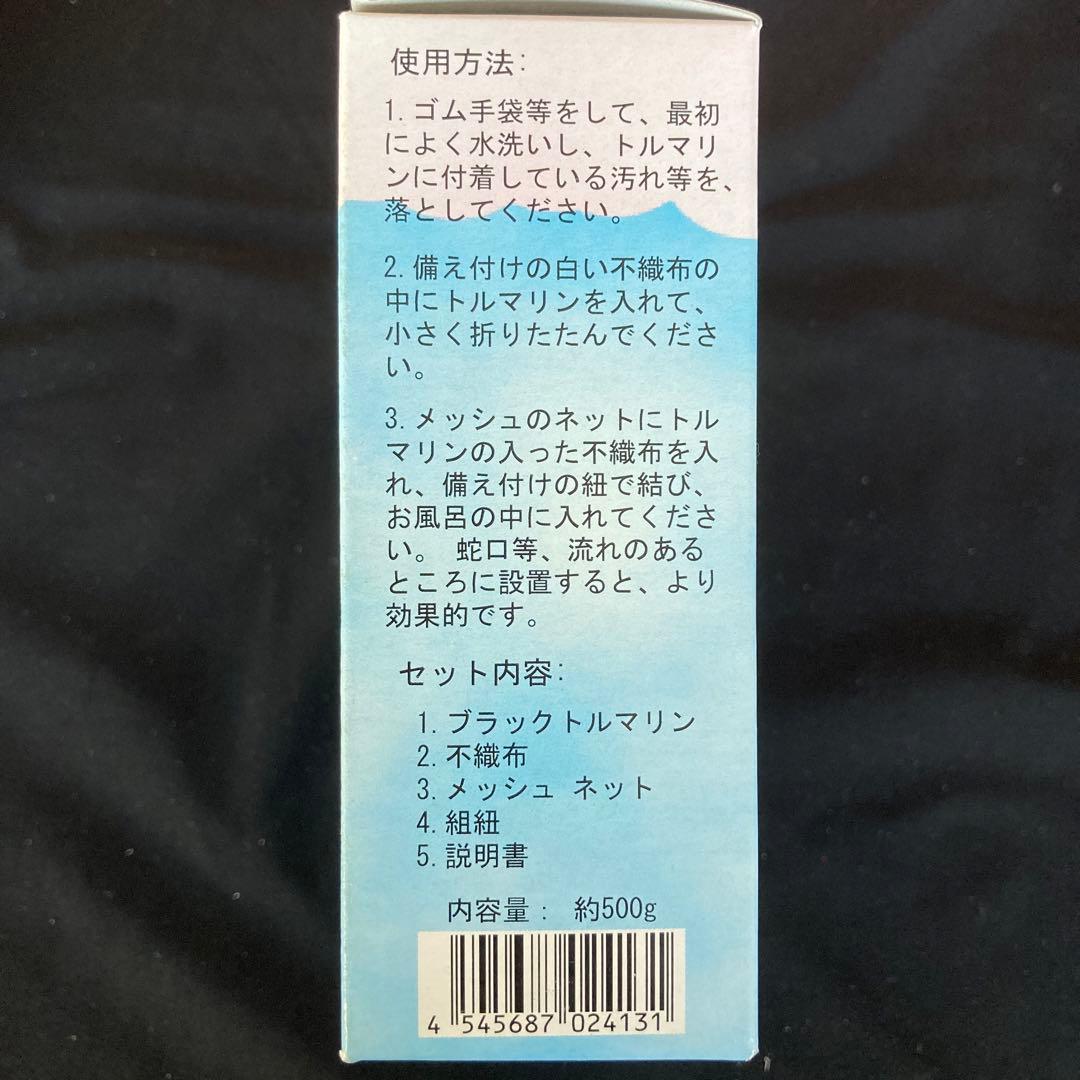 使用方法:
1.ゴム手袋等をして、最初
によく水洗いし、トルマリ
ンに付着している汚れ等を、
落としてください。
2.備え付けの白い不織布の
中にトルマリンを入れて、
小さく折りたたんでくださ
い。
3.メッシュのネットにトル
マリンの入った不織布を入
れ、備え付けの紐で結び、
お風呂の中に入れてくださ
い。 蛇口等、流れのある
ところに設置すると、より
効果的です。
セット内容:
1.ブラックトルマリン
2.不織布
3.メッシュ ネット
4.組紐
5.説明書
内容量: 約500g
4 545687 024131